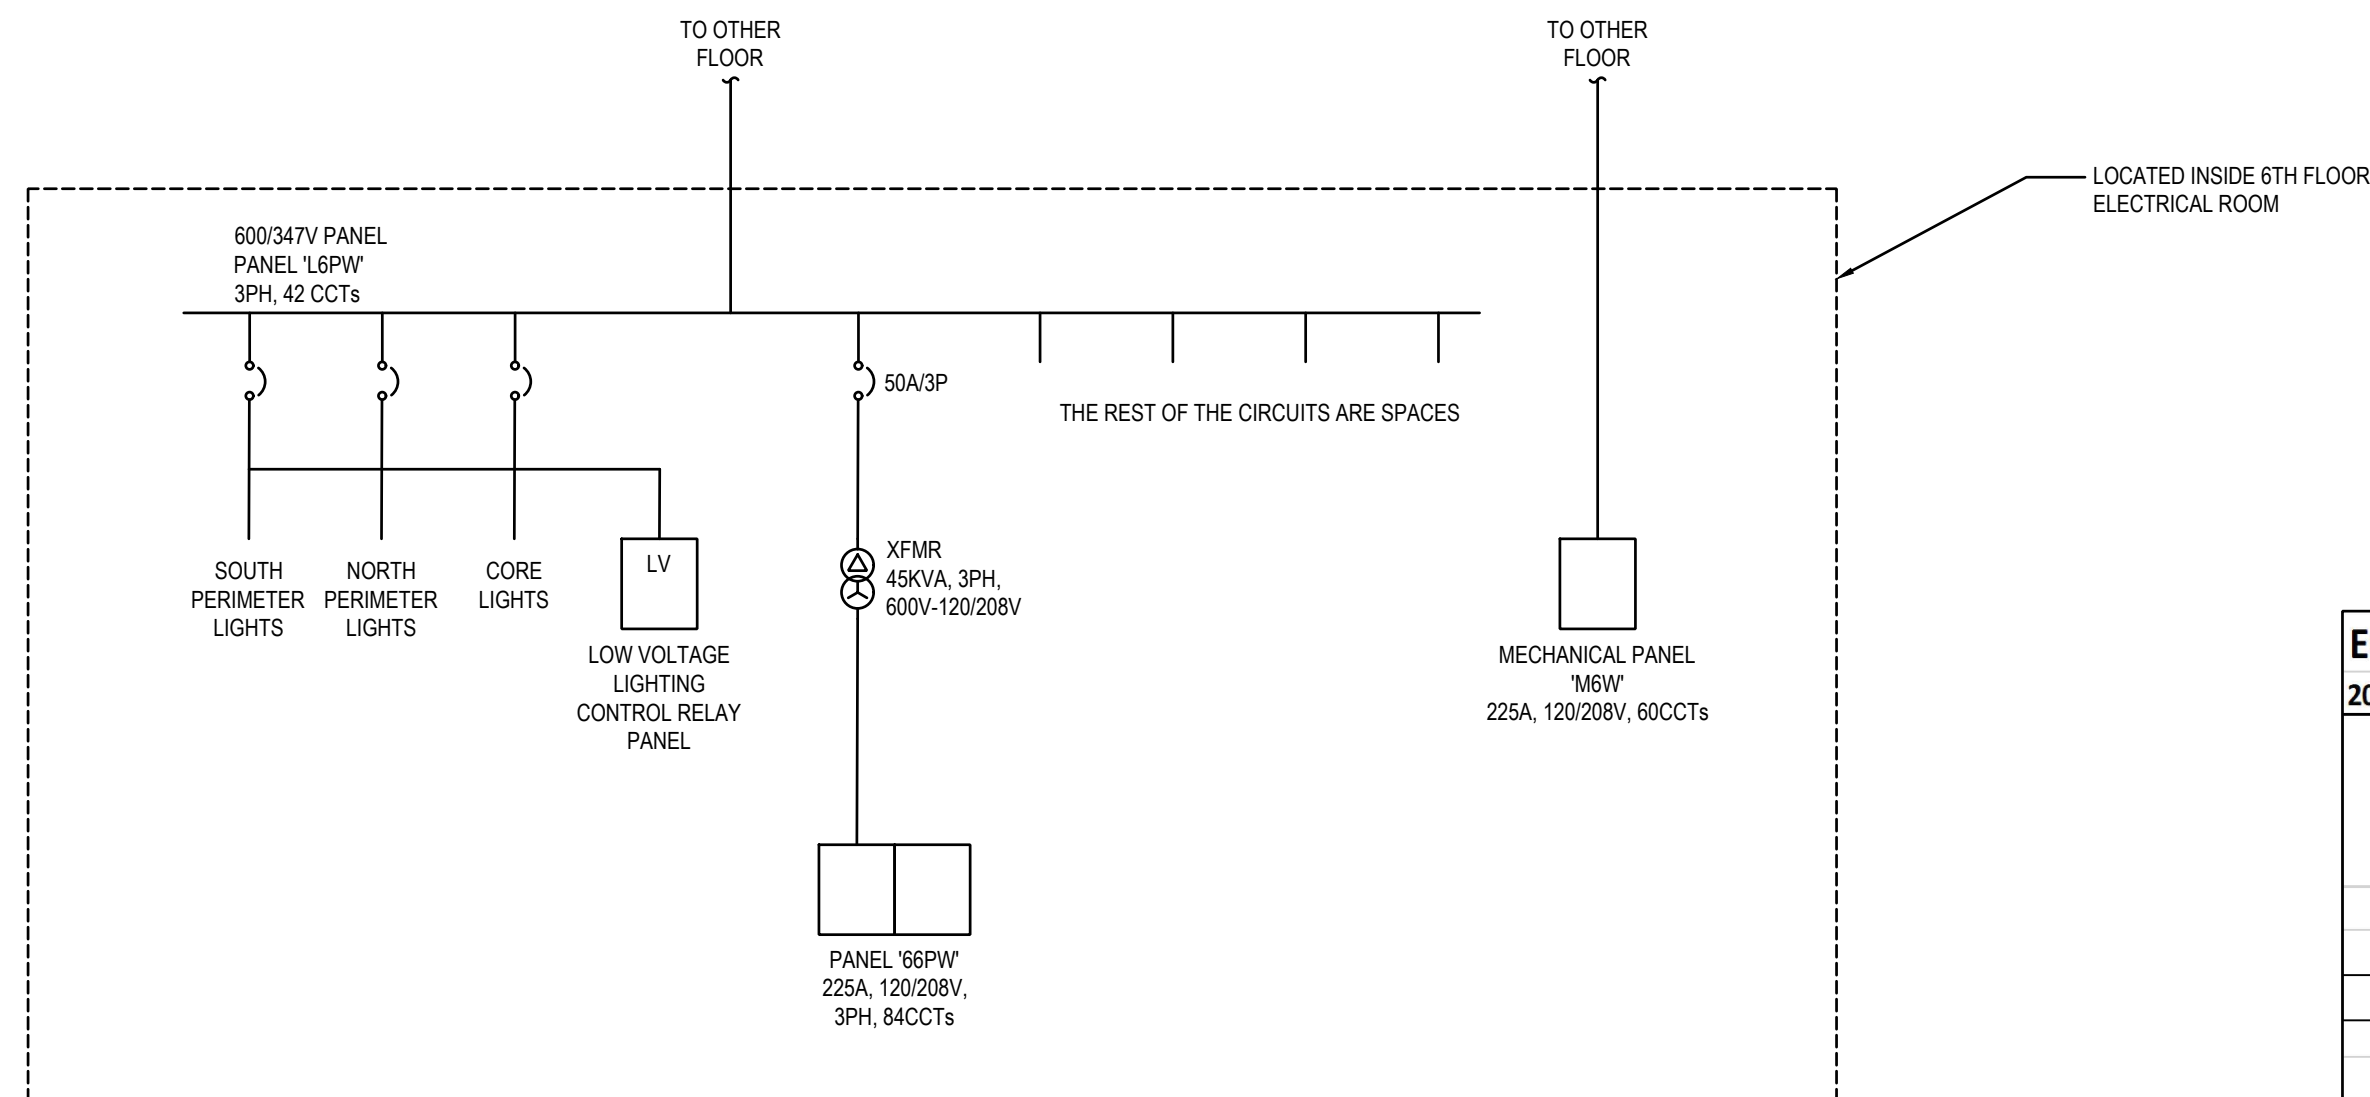 TO OTHER
FLOOR
TO OTHER
FLOOR
LOCATED INSIDE 6TH FLOOR
ELECTRICAL ROOM
600/347V PANEL
PANEL 'L6PW'
3PH, 42 CCTs
50A/3P
THE REST OF THE CIRCUITS ARE SPACES
SOUTH
PERIMETER
LIGHTS
NORTH
PERIMETER
LIGHTS
CORE
LIGHTS
LV
LOW VOLTAGE
LIGHTING
CONTROL RELAY
PANEL
XFMR
45KVA, 3PH,
600V-120/208V
MECHANICAL PANEL
'M6W'
225A, 120/208V, 60CCTs
PANEL '66PW'
225A, 120/208V,
3PH, 84CCTs
E
20